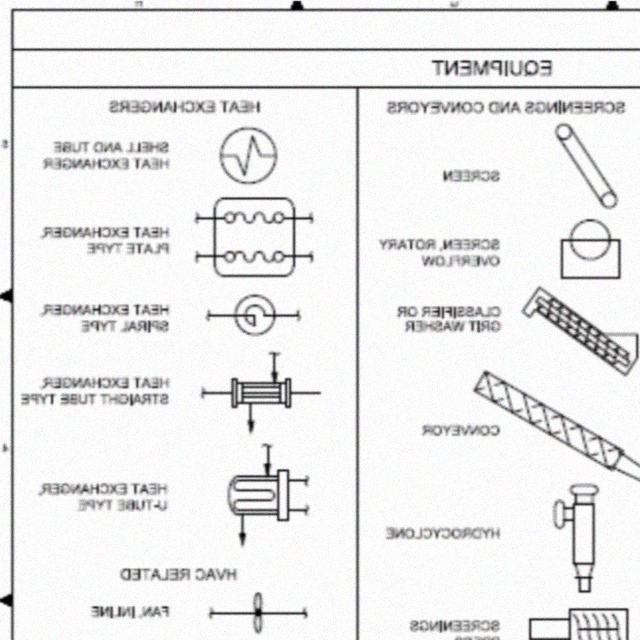 EQUIPMENT
SCREENINGS AND CONVEYORS
SCREEN
SCREEN, ROTARY
OVERFLOW
CLASSIFIER OR
GRIT WASHER
CONVEYOR
HYDROCYCLONE
SCREENINGS
PRESS
HEAT EXCHANGERS
SHELL AND TUBE
HEAT EXCHANGER
HEAT EXCHANGER,
PLATE TYPE
HEAT EXCHANGER,
SPIRAL TYPE
HEAT EXCHANGER,
STRAIGHT TUBE TYPE
HEAT EXCHANGER,
U-TUBE TYPE
HVAC RELATED
FAN, INLINE
4